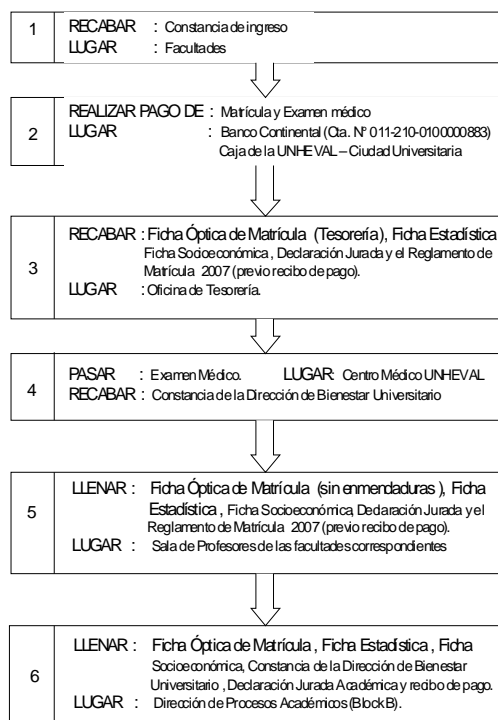 1
RECABAR : Constancia de ingreso
LUGAR : Facultades
2
REALIZAR PAGO DE : Matrícula y Examen médico
LUGAR : Banco Continental (Cta. Nº 011-210-0100000883)
Caja de la UNHEVAL – Ciudad Universitaria
3
RECABAR : Ficha Óptica de Matrícula (Tesorería), Ficha Estadística
Ficha Socioeconómica , Declaración Jurada y el Reglamento de
Matrícula 2007 (previo recibo de pago).
LUGAR : Oficina de Tesorería.
4
PASAR : Examen Médico. LUGAR: Centro Médico UNHEVAL
RECABAR : Constancia de la Dirección de Bienestar Universitario
5
LLENAR : Ficha Óptica de Matrícula (sin enmendaduras ), Ficha
Estadística , Ficha Socioeconómica, Declaración Jurada y el
Reglamento de Matrícula 2007 (previo recibo de pago).
LUGAR : Sala de Profesores de las facultades correspondientes
6
LLENAR : Ficha Óptica de Matrícula , Ficha Estadística , Ficha
Socioeconómica, Constancia de la Dirección de Bienestar
Universitario , Declaración Jurada Académica y recibo de pago.
LUGAR : Dirección de Procesos Académicos (Block B).